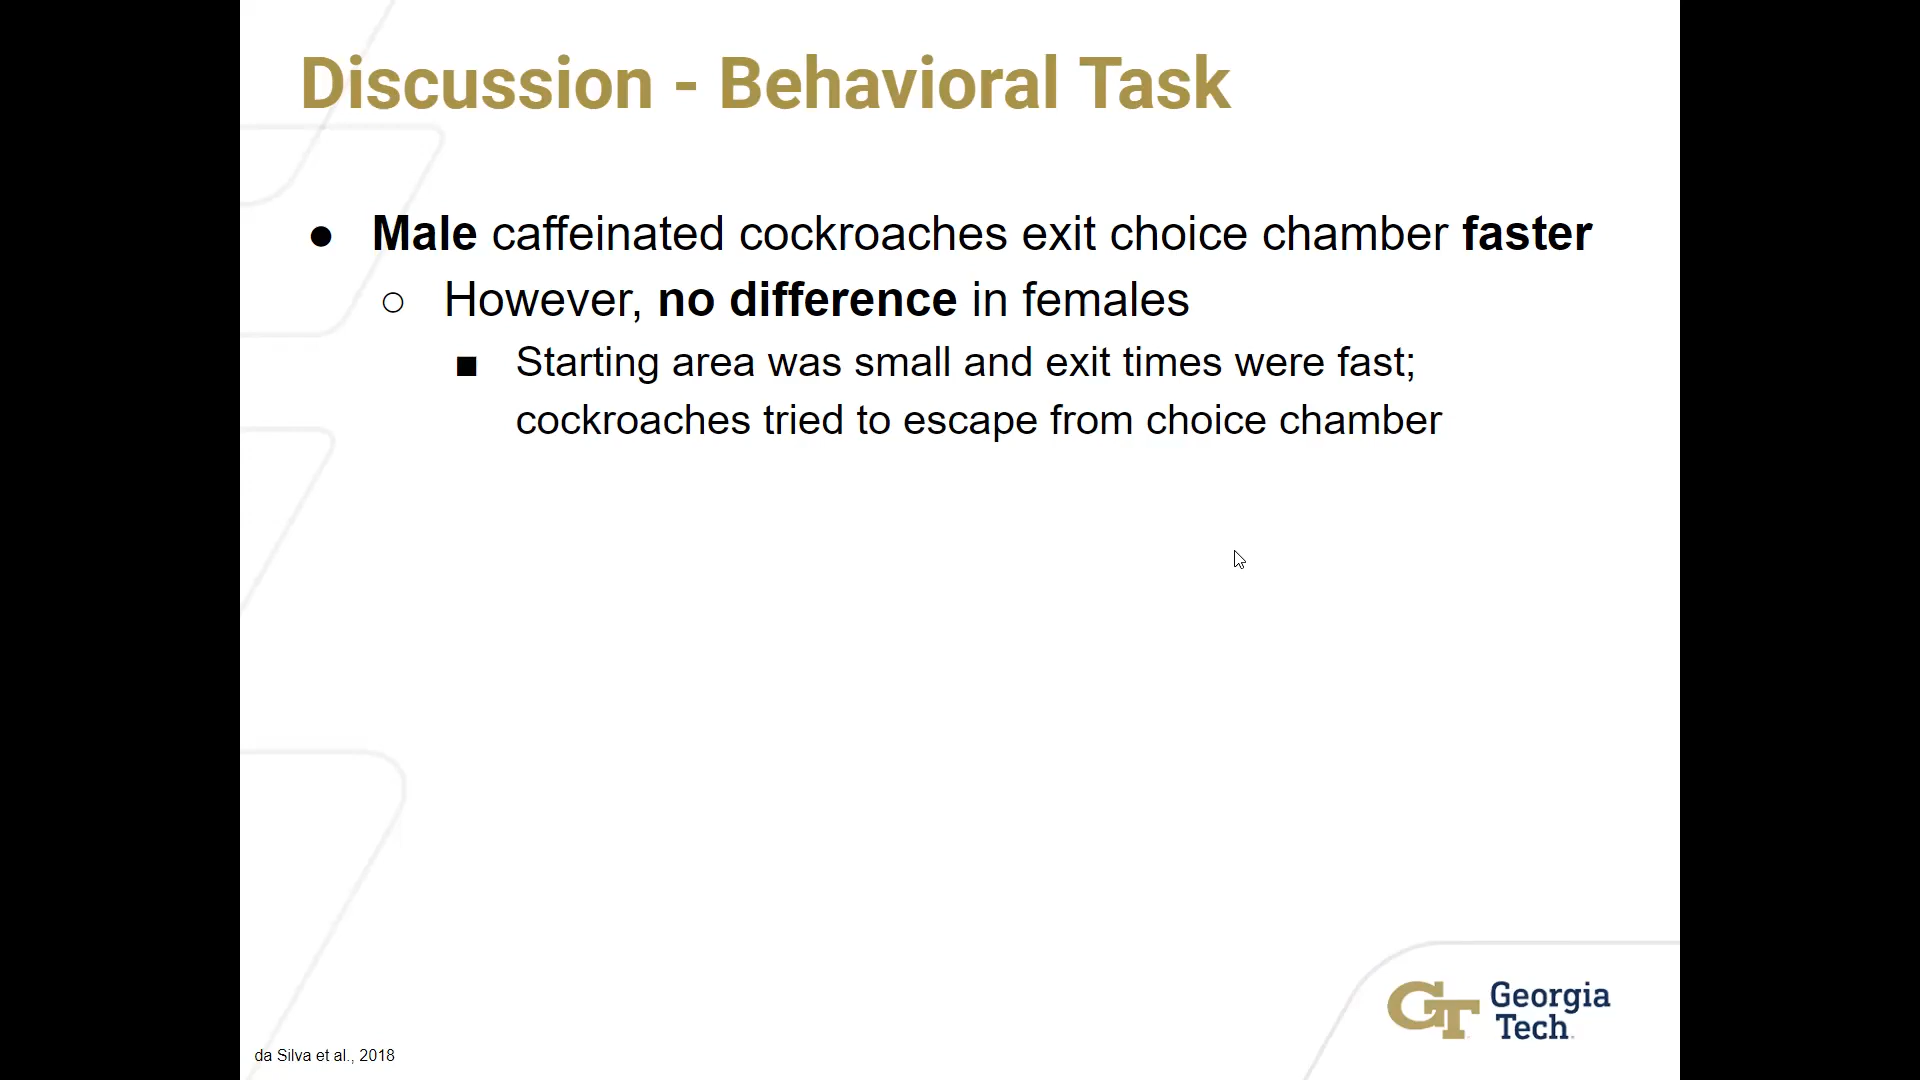 Discussion - Behavioral Task
● Male caffeinated cockroaches exit choice chamber faster
○ However, no difference in females
■ Starting area was small and exit times were fast;
cockroaches tried to escape from choice chamber
GT Georgia
Tech
da Silva et al., 2018